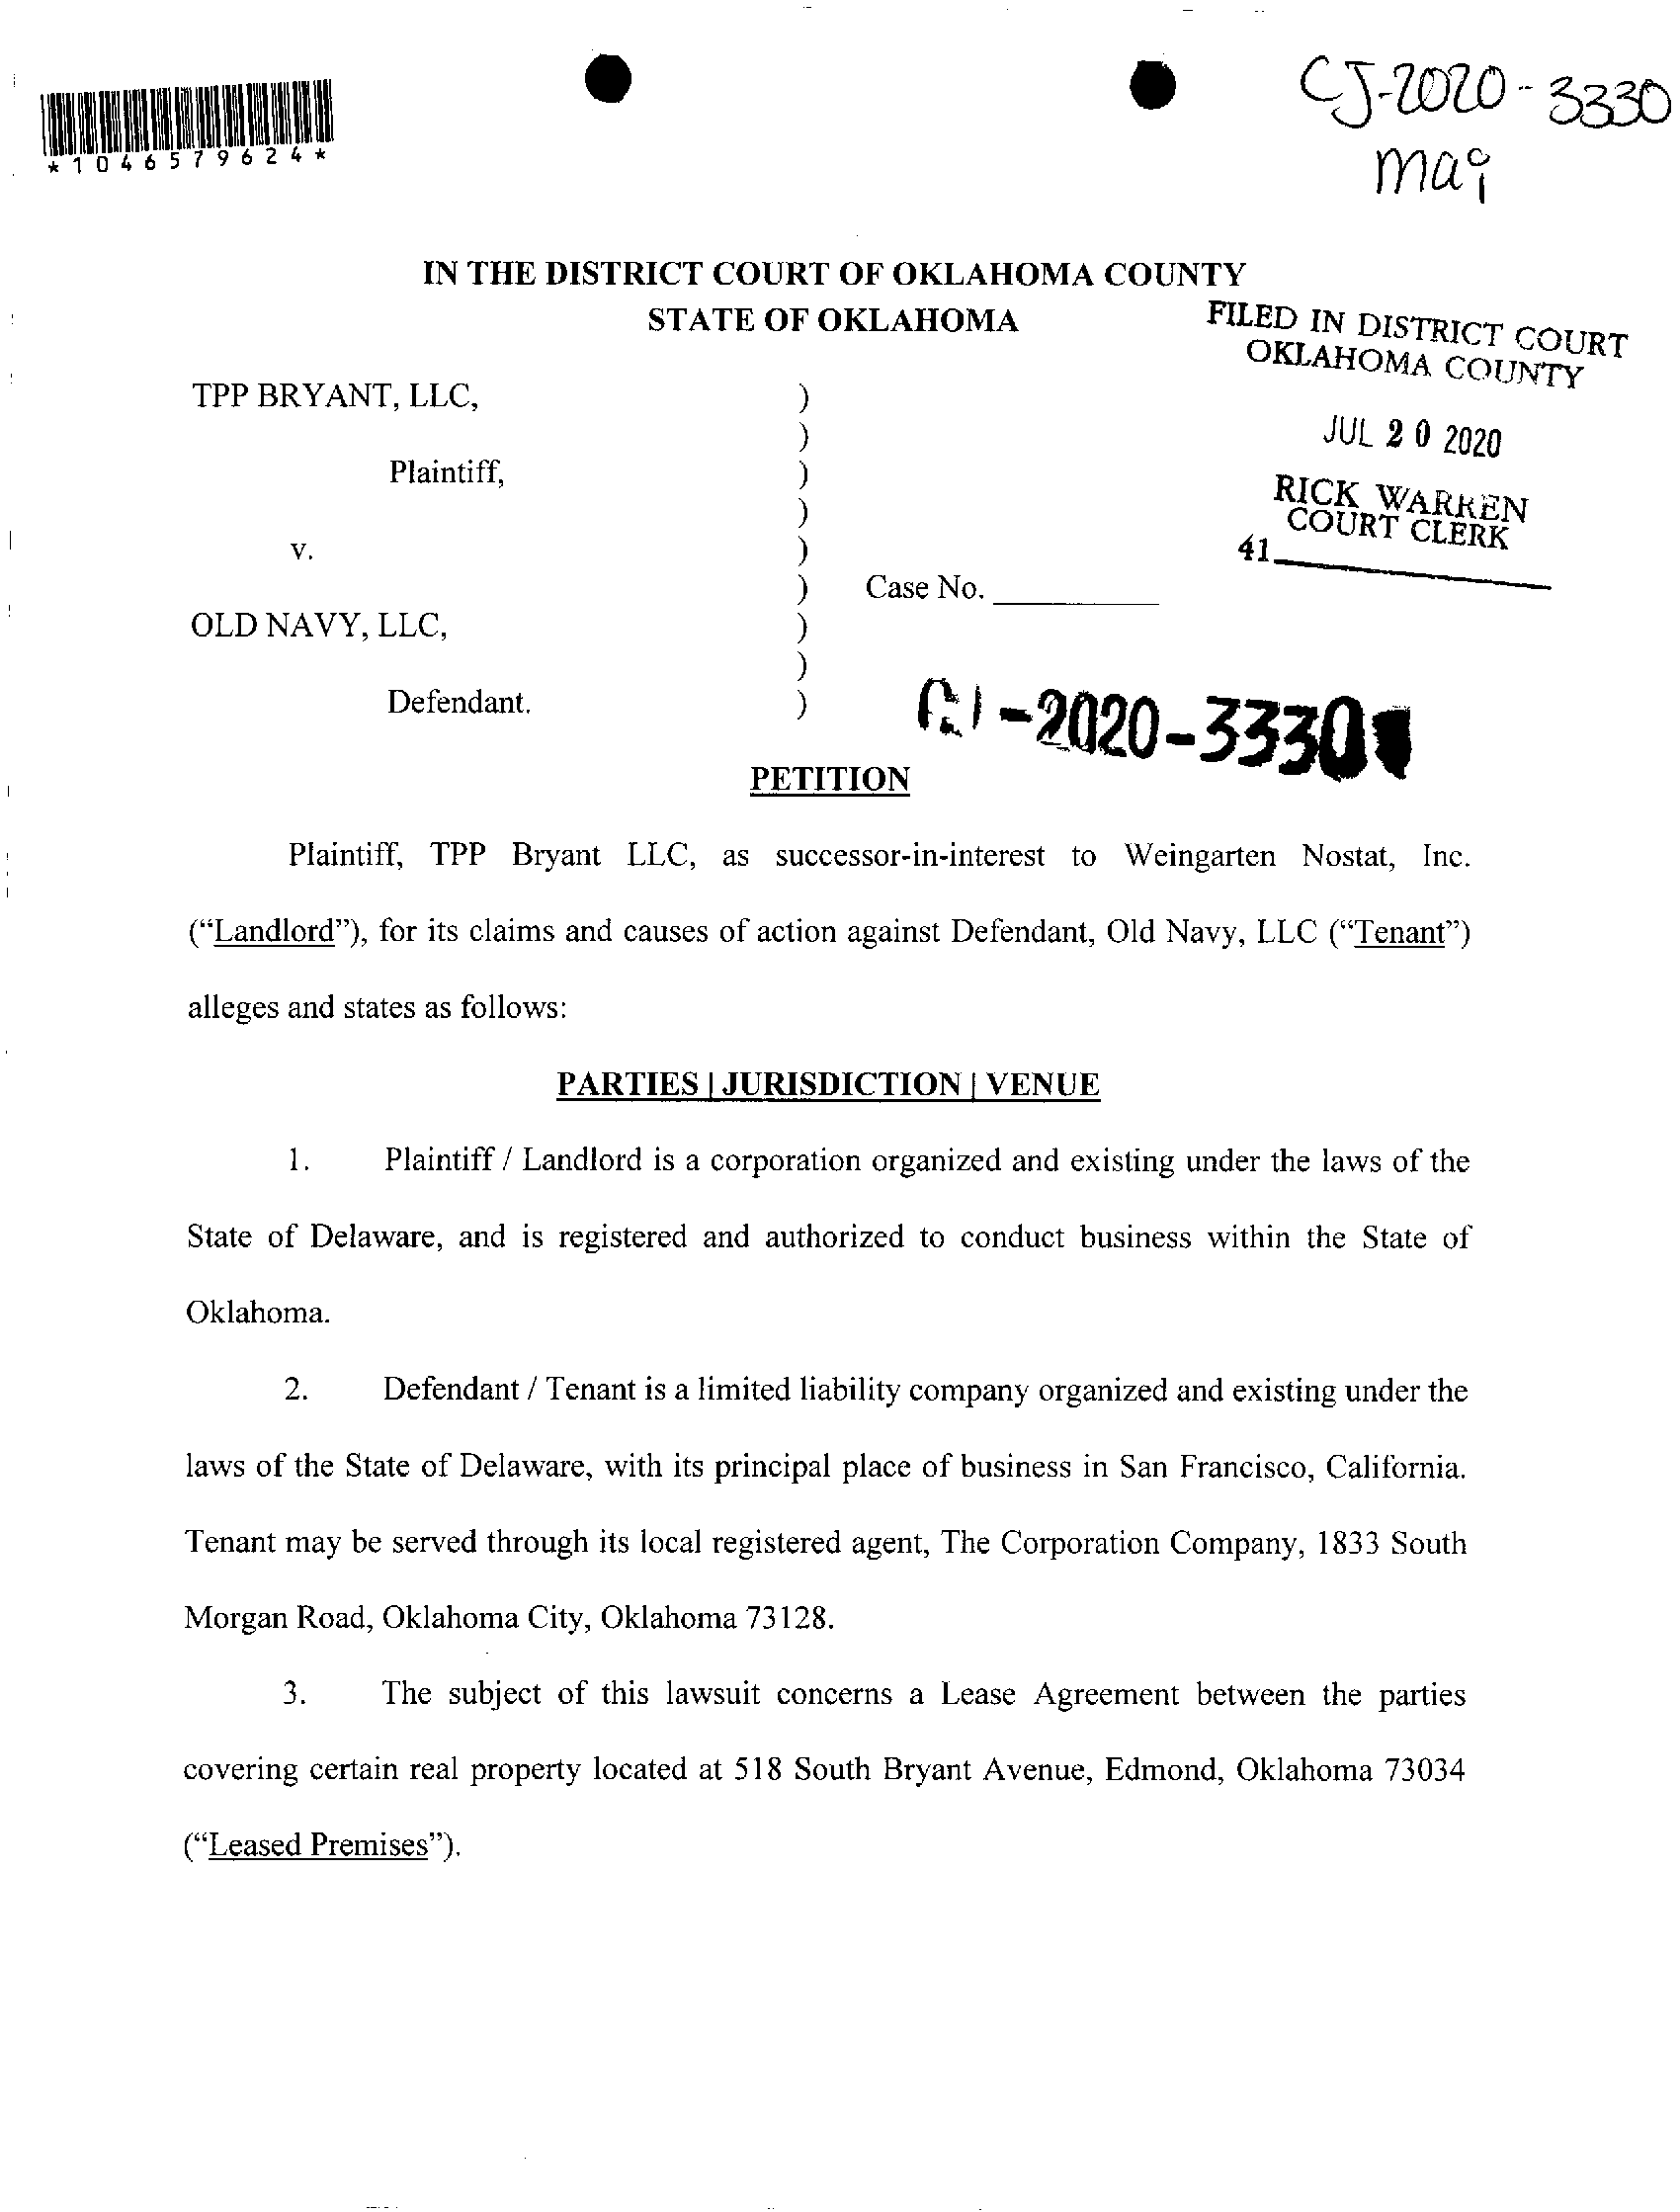 CJ-2020-3330
Mai
*1046579624*
IN THE DISTRICT COURT OF OKLAHOMA COUNTY
STATE OF OKLAHOMA
FILED IN DISTRICT COURT
OKLAHOMA COUNTY
JUL 20 2020
RICK WARREN
COURT CLERK
41
TPP BRYANT, LLC, )
)
Plaintiff, )
)
v. )
) Case No.
OLD NAVY, LLC, )
)
Defendant. )
CJ-2020-3330
PETITION
Plaintiff, TPP Bryant LLC, as successor-in-interest to Weingarten Nostat, Inc.
(“Landlord”), for its claims and causes of action against Defendant, Old Navy, LLC (“Tenant”)
alleges and states as follows:
PARTIES | JURISDICTION | VENUE
1. Plaintiff / Landlord is a corporation organized and existing under the laws of the
State of Delaware, and is registered and authorized to conduct business within the State of
Oklahoma.
2. Defendant / Tenant is a limited liability company organized and existing under the
laws of the State of Delaware, with its principal place of business in San Francisco, California.
Tenant may be served through its local registered agent, The Corporation Company, 1833 South
Morgan Road, Oklahoma City, Oklahoma 73128.
3. The subject of this lawsuit concerns a Lease Agreement between the parties
covering certain real property located at 518 South Bryant Avenue, Edmond, Oklahoma 73034
(“Leased Premises”).